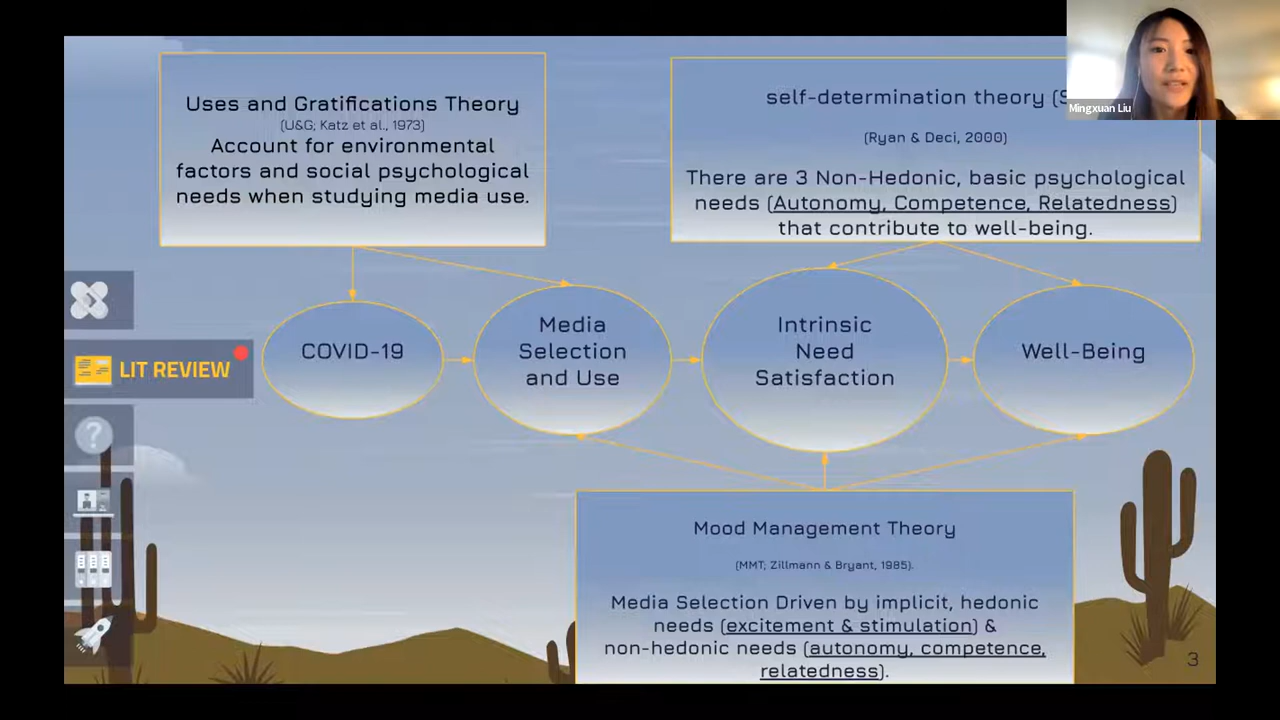 Uses and Gratifications Theory
(U&G; Katz et al., 1973)
Account for environmental
factors and social psychological
needs when studying media use.
self-determination theory (S
(Ryan & Deci, 2000)
There are 3 Non-Hedonic, basic psychological
needs (Autonomy, Competence, Relatedness)
that contribute to well-being.
Mingxuan Liu
LIT REVIEW
?
COVID-19
Media
Selection
and Use
Intrinsic
Need
Satisfaction
Well-Being
Mood Management Theory
(MMT; Zillmann & Bryant, 1985).
Media Selection Driven by implicit, hedonic
needs (excitement & stimulation) &
non-hedonic needs (autonomy, competence,
relatedness).
3